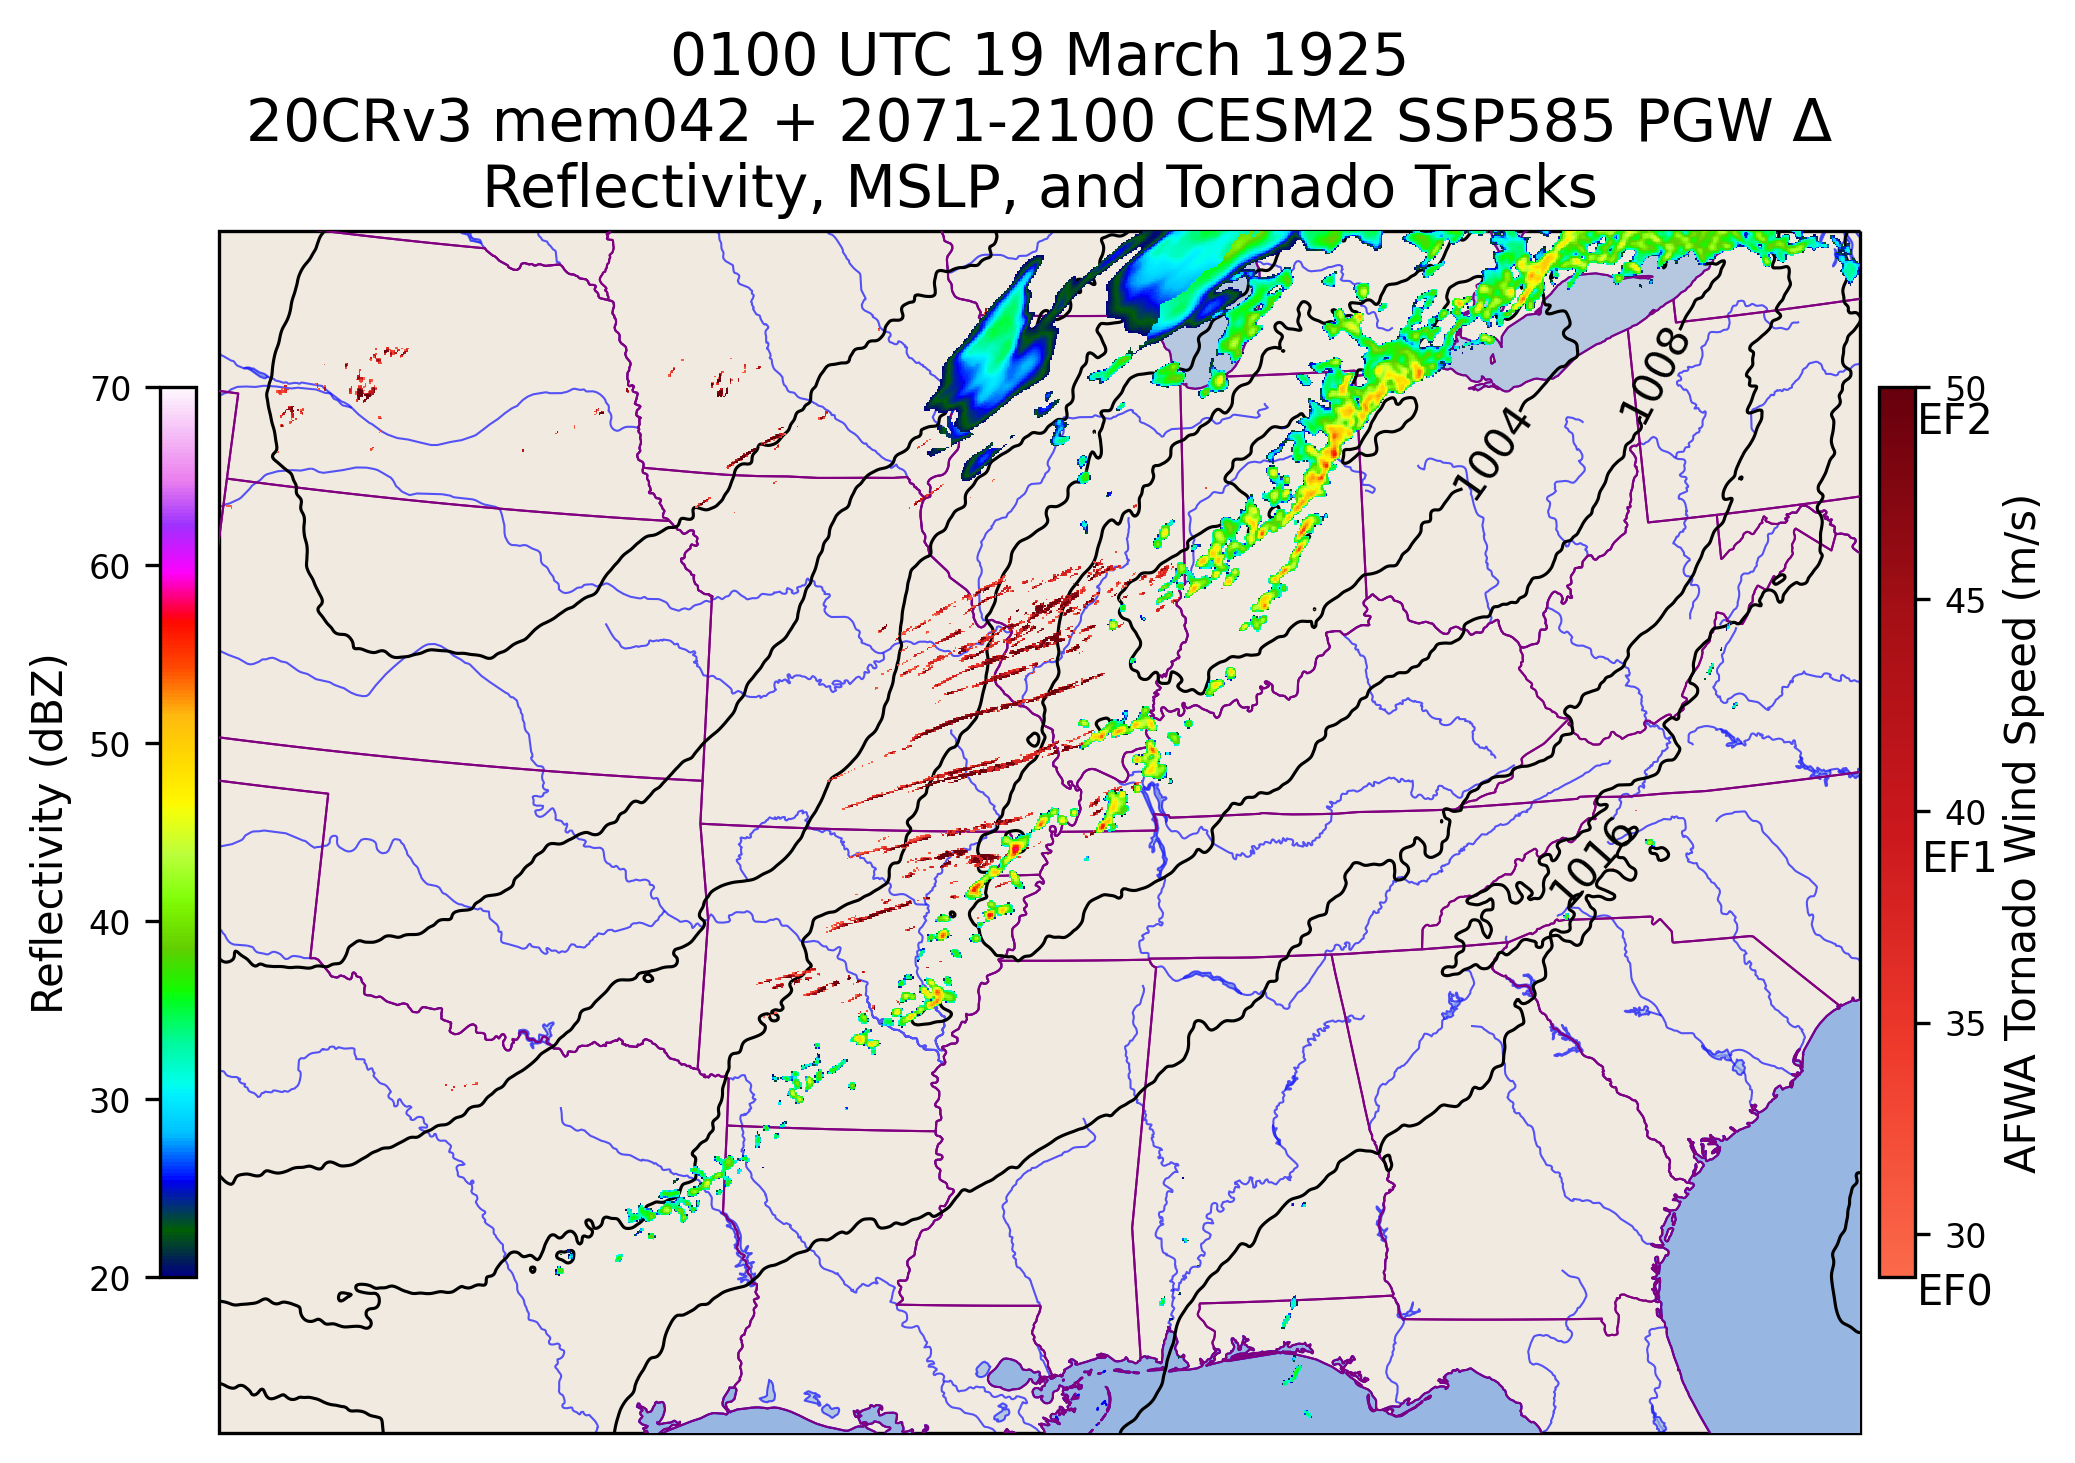 0100 UTC 19 March 1925
20CRv3 mem042 + 2071-2100 CESM2 SSP585 PGW Δ
Reflectivity, MSLP, and Tornado Tracks
70
60
50
40
30
20
Reflectivity (dBZ)
1008
1004
1016
50
EF2
45
40
EF1
35
30
EF0
AFWA Tornado Wind Speed (m/s)